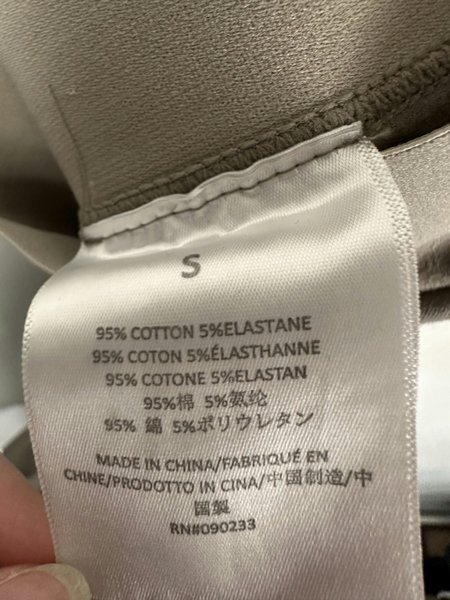 S
95% COTTON 5%ELASTANE
95% COTON 5%ÉLASTHANNE
95% COTONE 5%ELASTAN
95%棉 5%氨纶
95% 綿 5%ポリウレタン
MADE IN CHINA/FABRIQUÉ EN
CHINE/PRODOTTO IN CINA/中国制造/中
国製
RN#090233